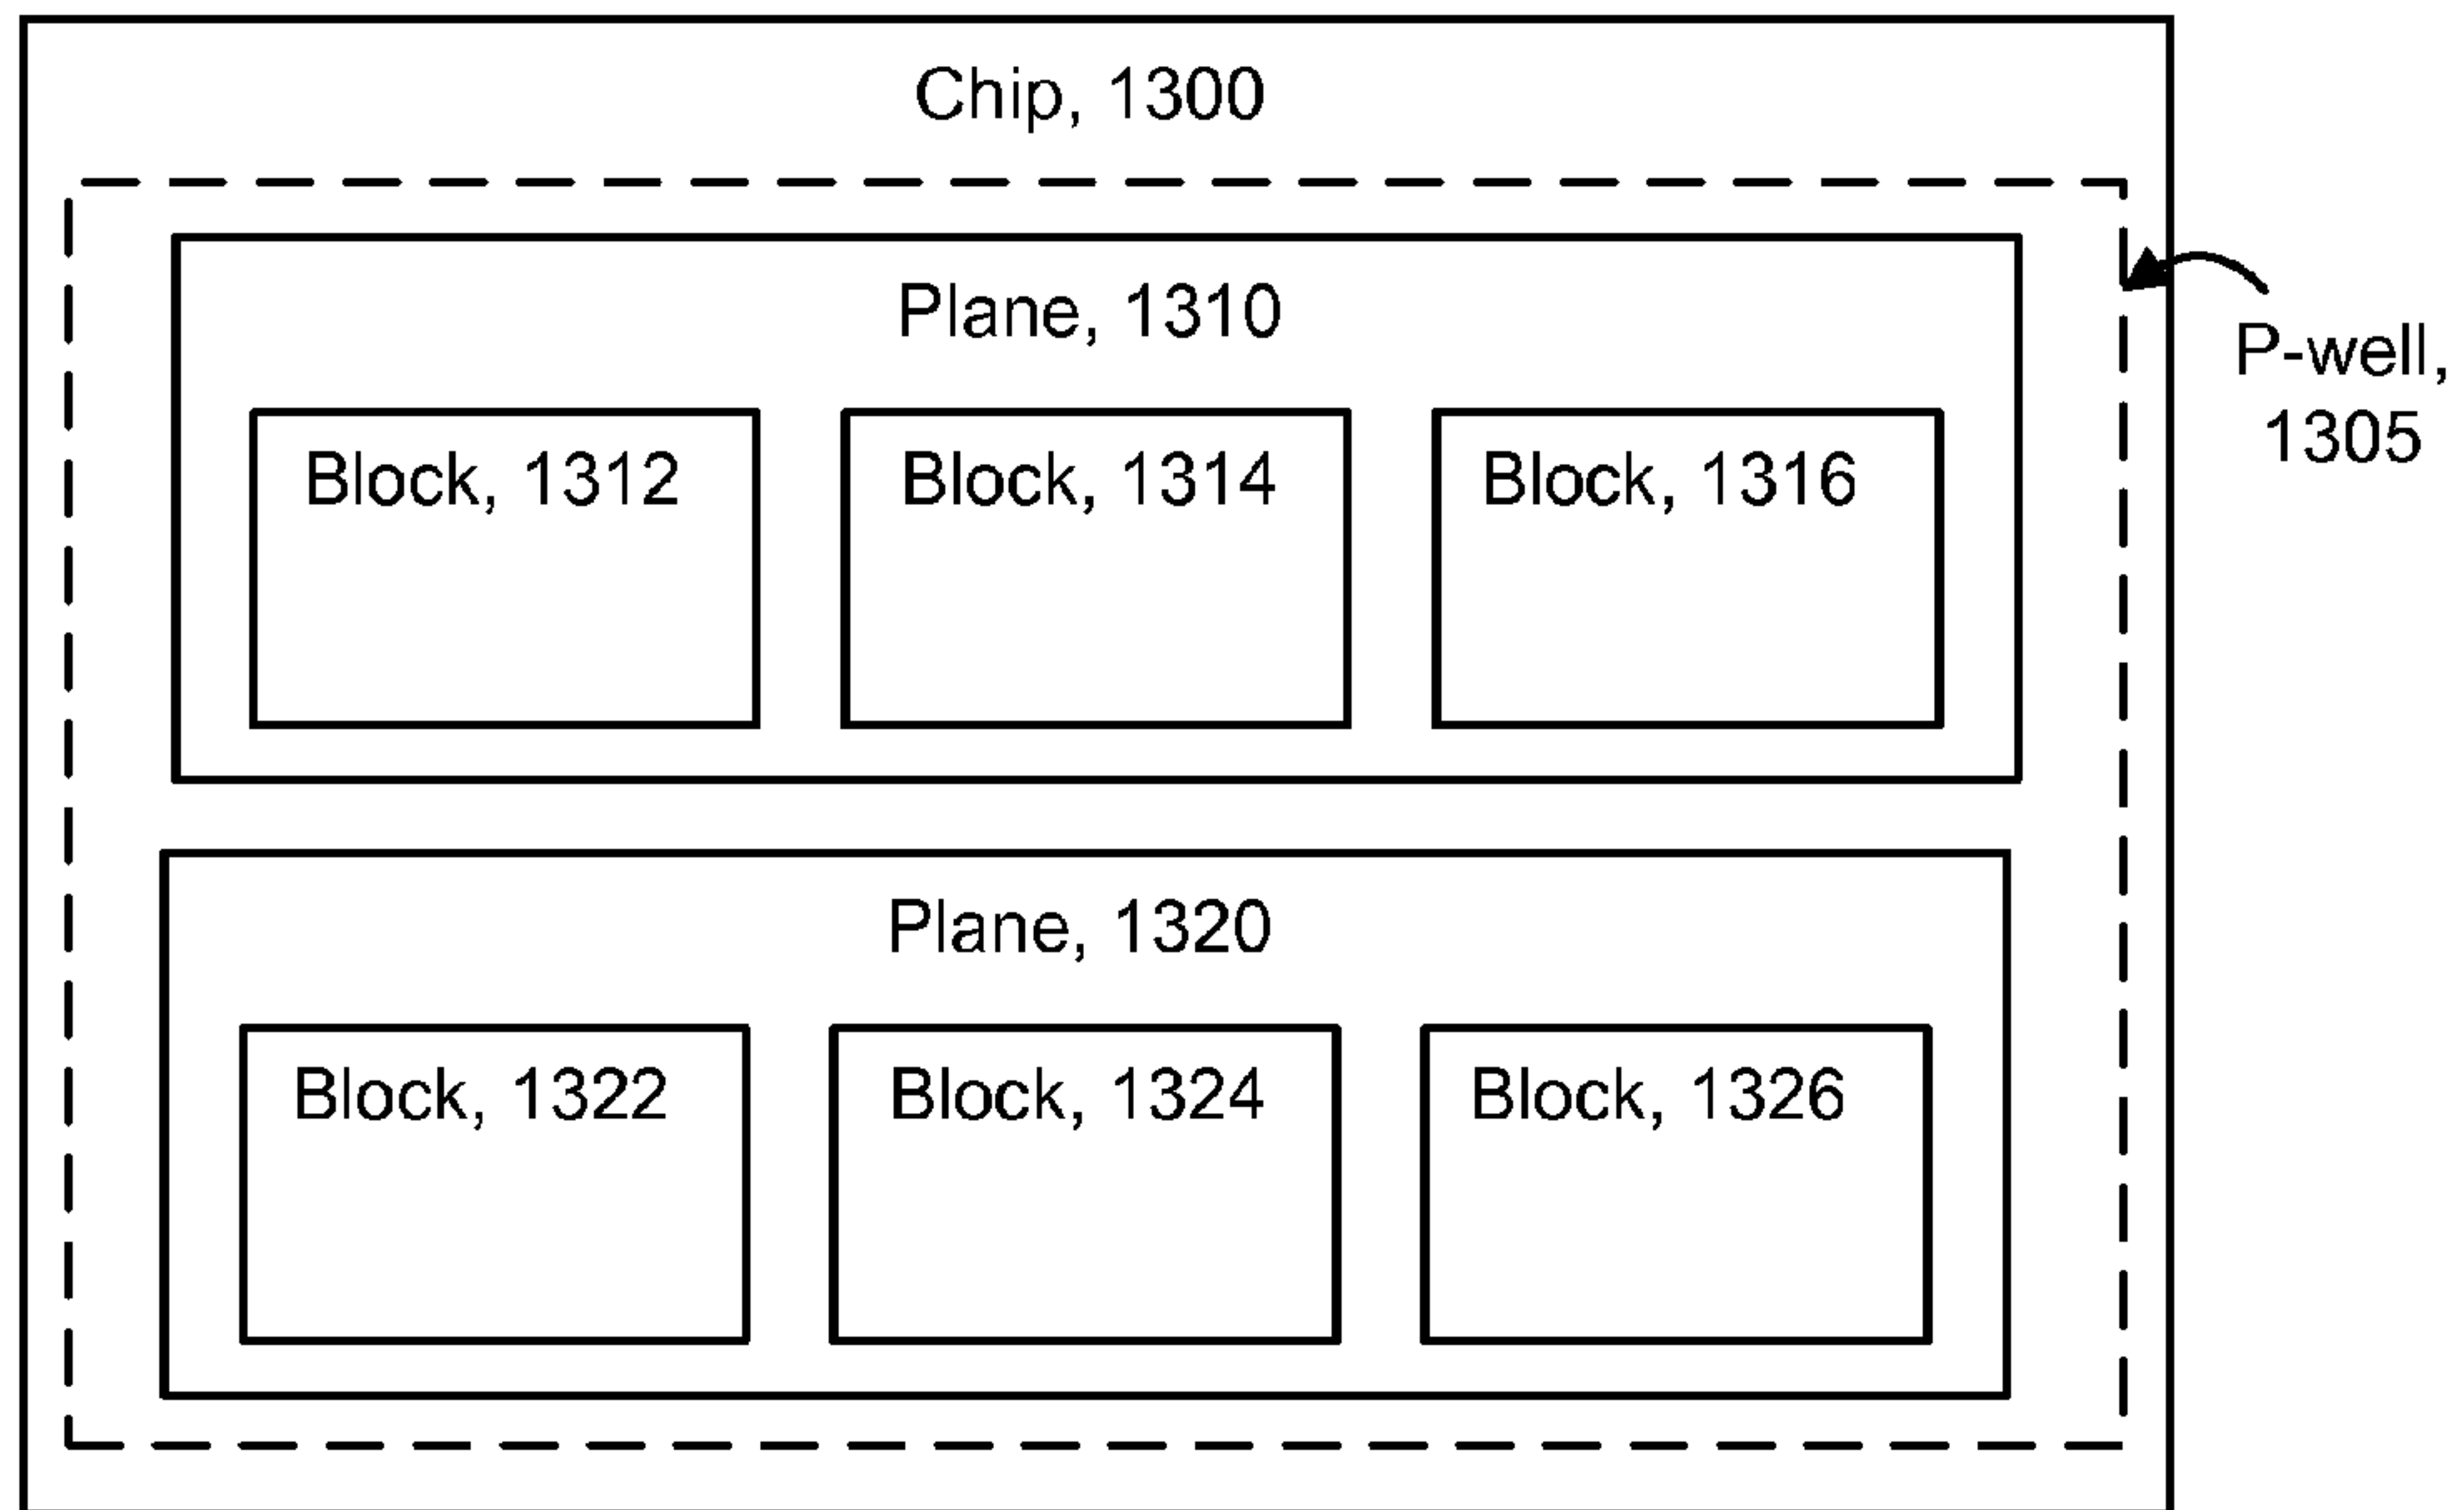 Chip, 1300
Plane, 1310
P-well,
1305
Block, 1312
Block, 1314
Block, 1316
Plane, 1320
Block, 1322
Block, 1324
Block, 1326